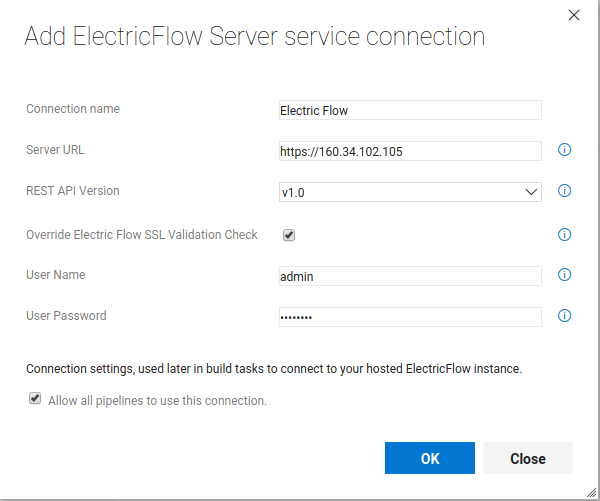 Add ElectricFlow Server service connection
Connection name
Electric Flow
Server URL
https://160.34.102.105
REST API Version
v1.0
Override Electric Flow SSL Validation Check
User Name
admin
User Password
••••••••
Connection settings, used later in build tasks to connect to your hosted ElectricFlow instance.
Allow all pipelines to use this connection.
OK
Close